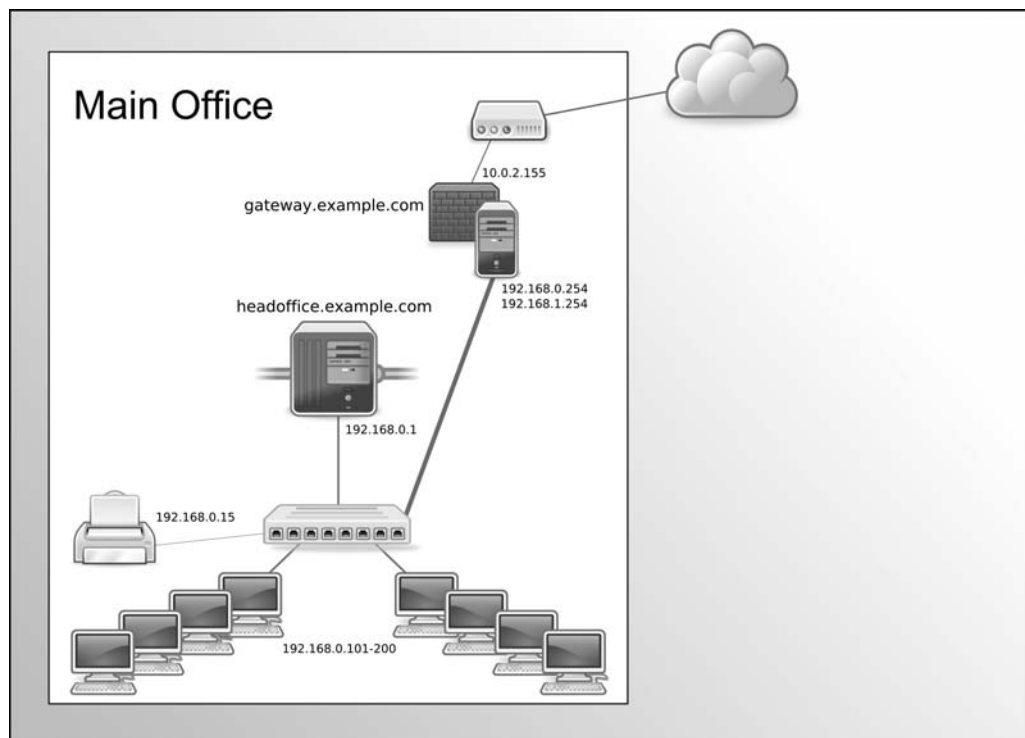 Main Office
10.0.2.155
gateway.example.com
192.168.0.254
192.168.1.254
headoffice.example.com
192.168.0.1
192.168.0.15
192.168.0.101-200